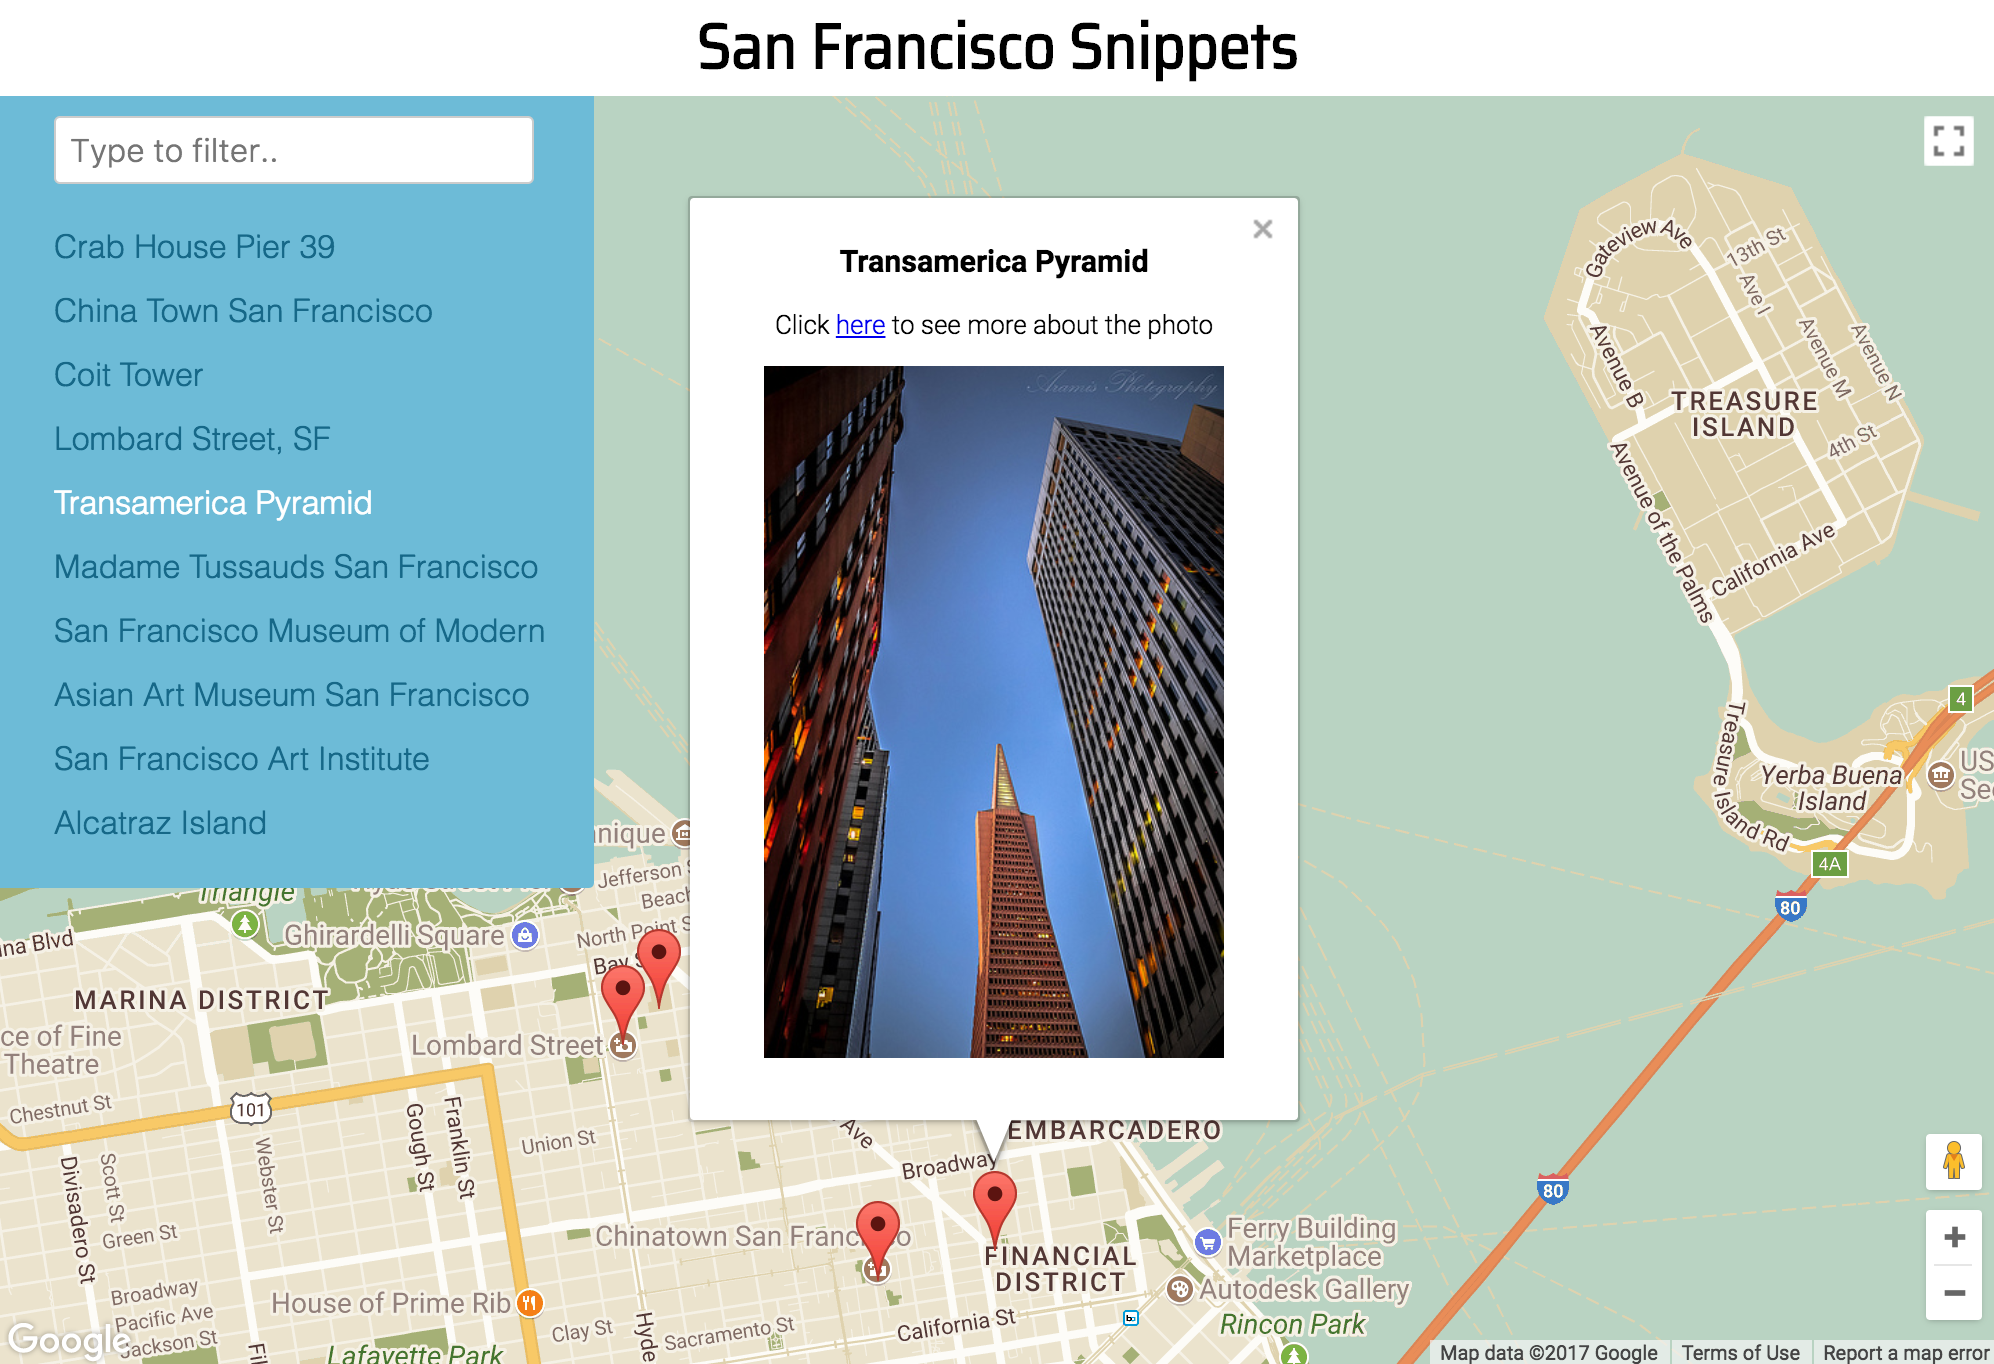 San Francisco Snippets
Type to filter..
Crab House Pier 39
China Town San Francisco
Coit Tower
Lombard Street, SF
Transamerica Pyramid
Madame Tussauds San Francisco
San Francisco Museum of Modern
Asian Art Museum San Francisco
San Francisco Art Institute
Alcatraz Island
Transamerica Pyramid
Click here to see more about the photo
Aramis Photography
Gateview Ave
13th St
Ave I
Avenue B
Avenue M
Avenue N
TREASURE
ISLAND
4th St
Avenue of the Palms
California Ave
Treasure Island Rd
4
Yerba Buena
Island
US
Sec
4A
80
80
nique
Jefferson S
Beach
North Point S
Bay S
Triangle
Ghirardelli Square
na Blvd
MARINA DISTRICT
ce of Fine
Theatre
Lombard Street
Chestnut St
101
Gough St
Franklin St
Union St
Ave
EMBARCADERO
Broadway
Divisadero St
Scott St
Webster St
Green St
Chinatown San Francisco
FINANCIAL
DISTRICT
Ferry Building
Marketplace
Autodesk Gallery
Rincon Park
Broadway
Pacific Ave
Jackson St
House of Prime Rib
Clay St
Hyde
Sacramento St
California St
Lafayette Park
Google
Map data ©2017 Google
Terms of Use
Report a map error